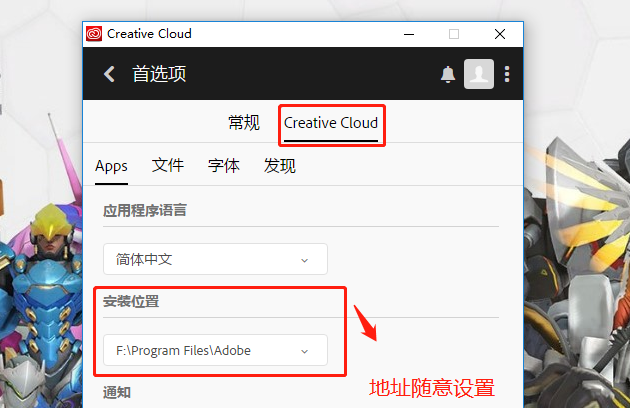 Creative Cloud
首选项
常规 Creative Cloud
Apps 文件 字体 发现
应用程序语言
简体中文
安装位置
F:\Program Files\Adobe
地址随意设置
通知